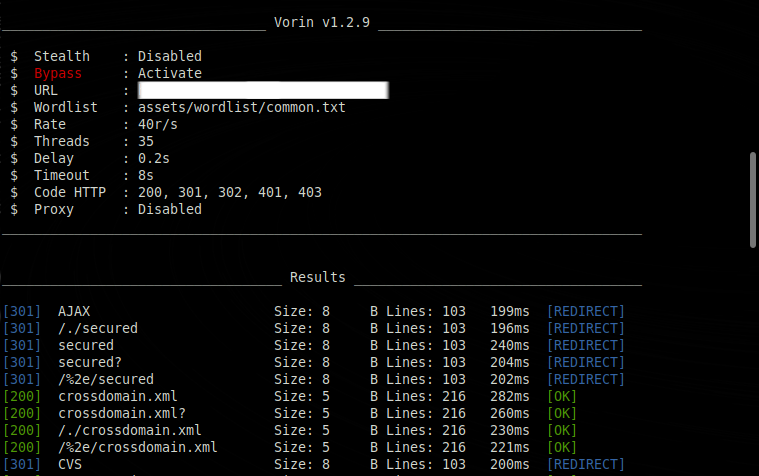 Vorin v1.2.9
$ Stealth : Disabled
$ Bypass : Activate
$ URL :
$ Wordlist : assets/wordlist/common.txt
$ Rate : 40r/s
$ Threads : 35
$ Delay : 0.2s
$ Timeout : 8s
$ Code HTTP : 200, 301, 302, 401, 403
$ Proxy : Disabled
Results
[301] AJAX Size: 8 B Lines: 103 199ms [REDIRECT]
[301] /./secured Size: 8 B Lines: 103 196ms [REDIRECT]
[301] secured Size: 8 B Lines: 103 240ms [REDIRECT]
[301] secured? Size: 8 B Lines: 103 204ms [REDIRECT]
[301] /%2e/secured Size: 8 B Lines: 103 202ms [REDIRECT]
[200] crossdomain.xml Size: 5 B Lines: 216 282ms [OK]
[200] crossdomain.xml? Size: 5 B Lines: 216 260ms [OK]
[200] /./crossdomain.xml Size: 5 B Lines: 216 230ms [OK]
[200] /%2e/crossdomain.xml Size: 5 B Lines: 216 221ms [OK]
[301] CVS Size: 8 B Lines: 103 200ms [REDIRECT]